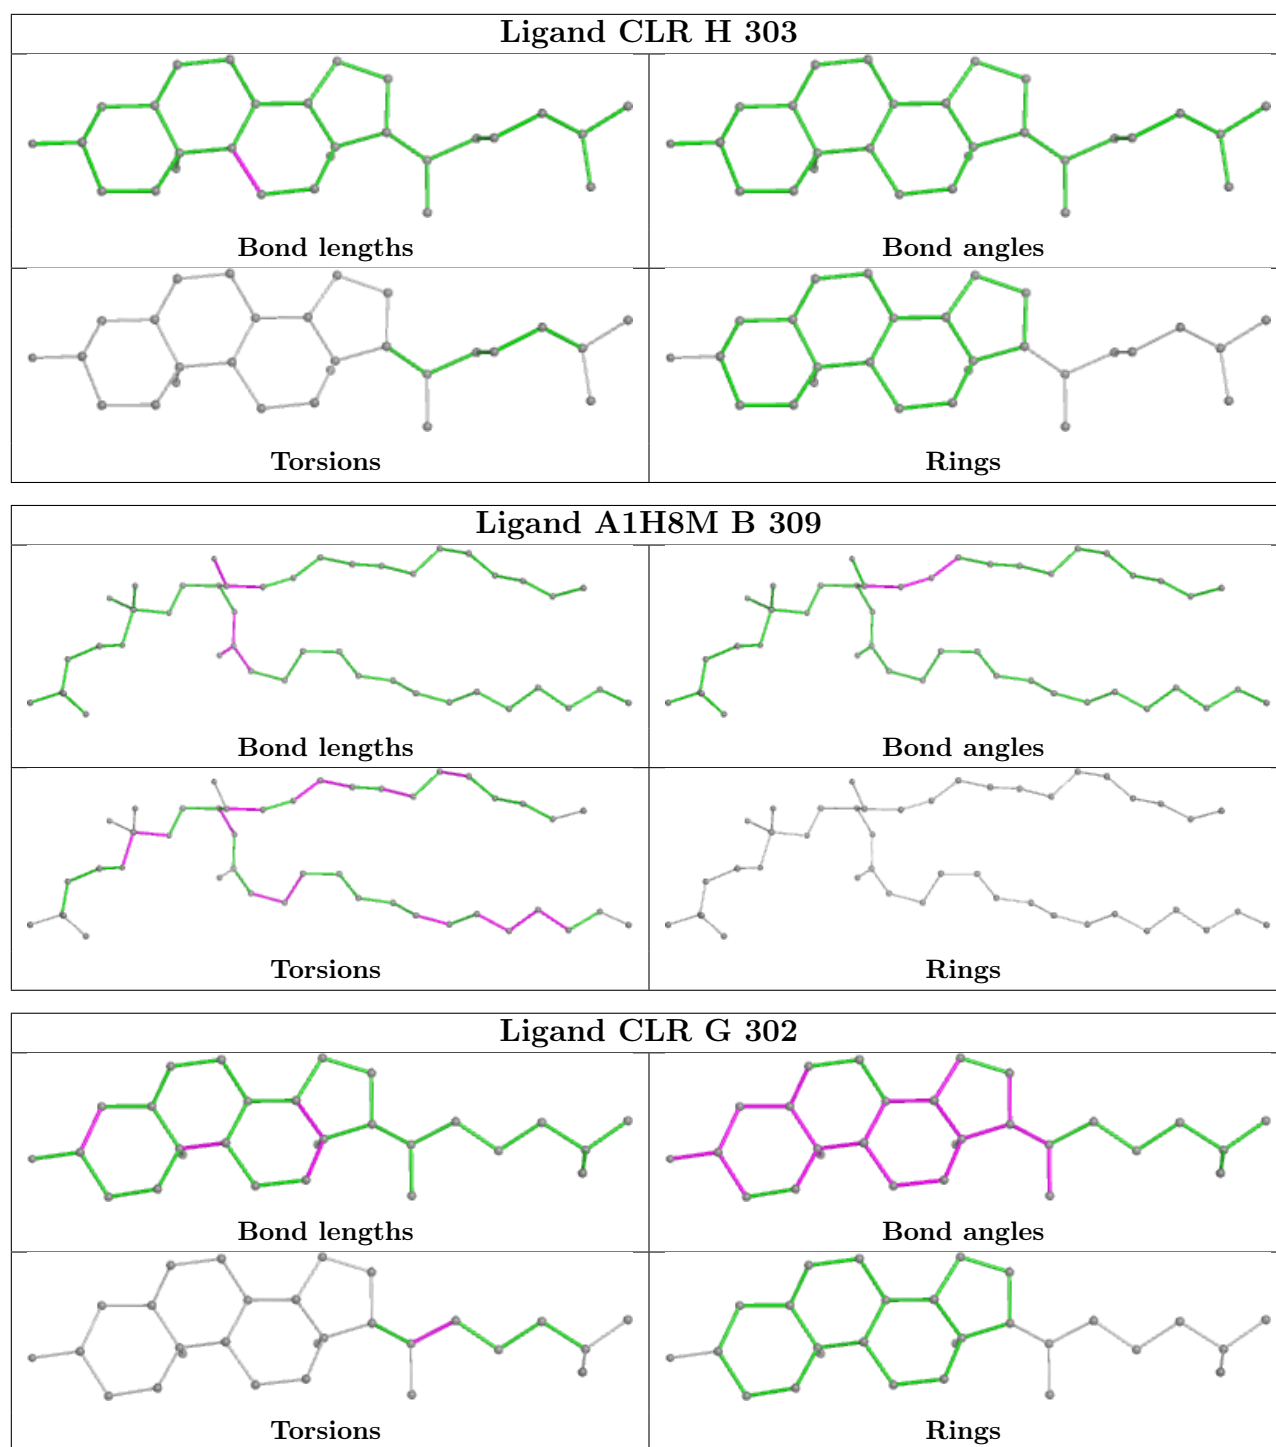 Ligand CLR H 303
Bond lengths
Bond angles
Torsions
Rings
Ligand A1H8M B 309
Bond lengths
Bond angles
Torsions
Rings
Ligand CLR G 302
Bond lengths
Bond angles
Torsions
Rings